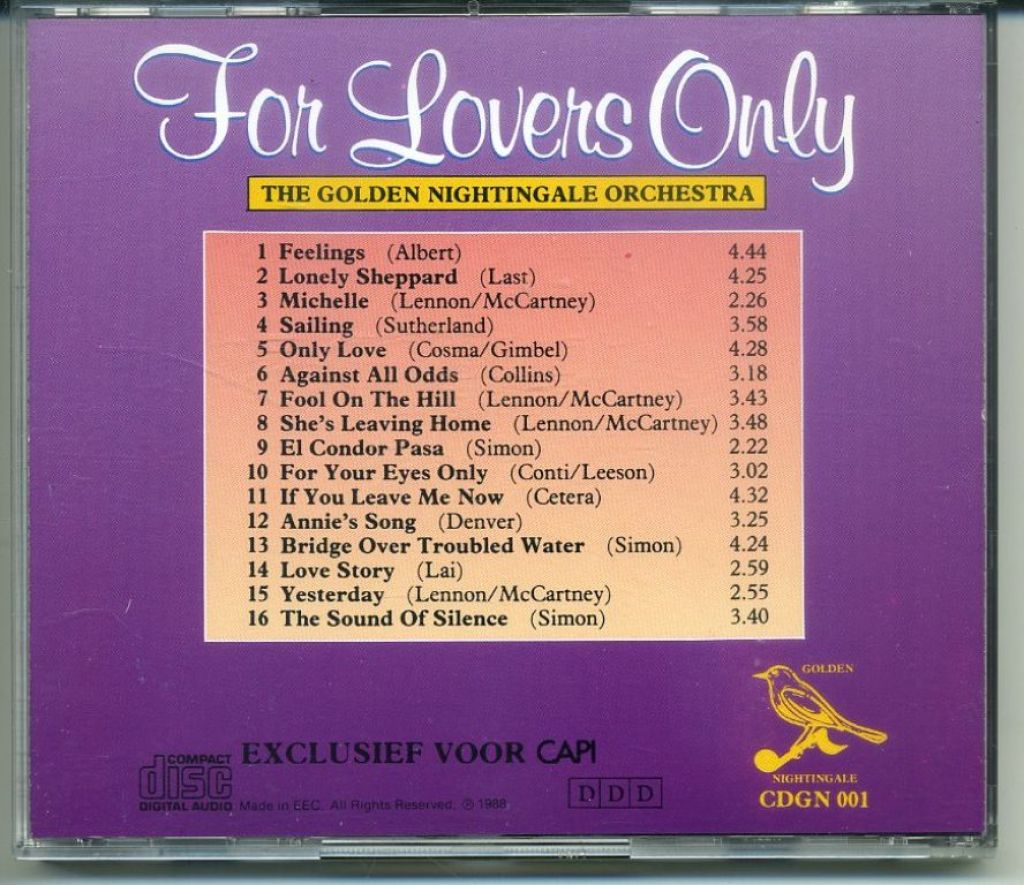 For Lovers Only
THE GOLDEN NIGHTINGALE ORCHESTRA
1 Feelings (Albert) 4.44
2 Lonely Sheppard (Last) 4.25
3 Michelle (Lennon/McCartney) 2.26
4 Sailing (Sutherland) 3.58
5 Only Love (Cosma/Gimbel) 4.28
6 Against All Odds (Collins) 3.18
7 Fool On The Hill (Lennon/McCartney) 3.43
8 She's Leaving Home (Lennon/McCartney) 3.48
9 El Condor Pasa (Simon) 2.22
10 For Your Eyes Only (Conti/Leeson) 3.02
11 If You Leave Me Now (Cetera) 4.32
12 Annie's Song (Denver) 3.25
13 Bridge Over Troubled Water (Simon) 4.24
14 Love Story (Lai) 2.59
15 Yesterday (Lennon/McCartney) 2.55
16 The Sound Of Silence (Simon) 3.40
GOLDEN
NIGHTINGALE
CDGN 001
EXCLUSIEF VOOR CAPI
COMPACT
disc
DIGITAL AUDIO
Made in EEC. All Rights Reserved. ℗ 1988
DDD